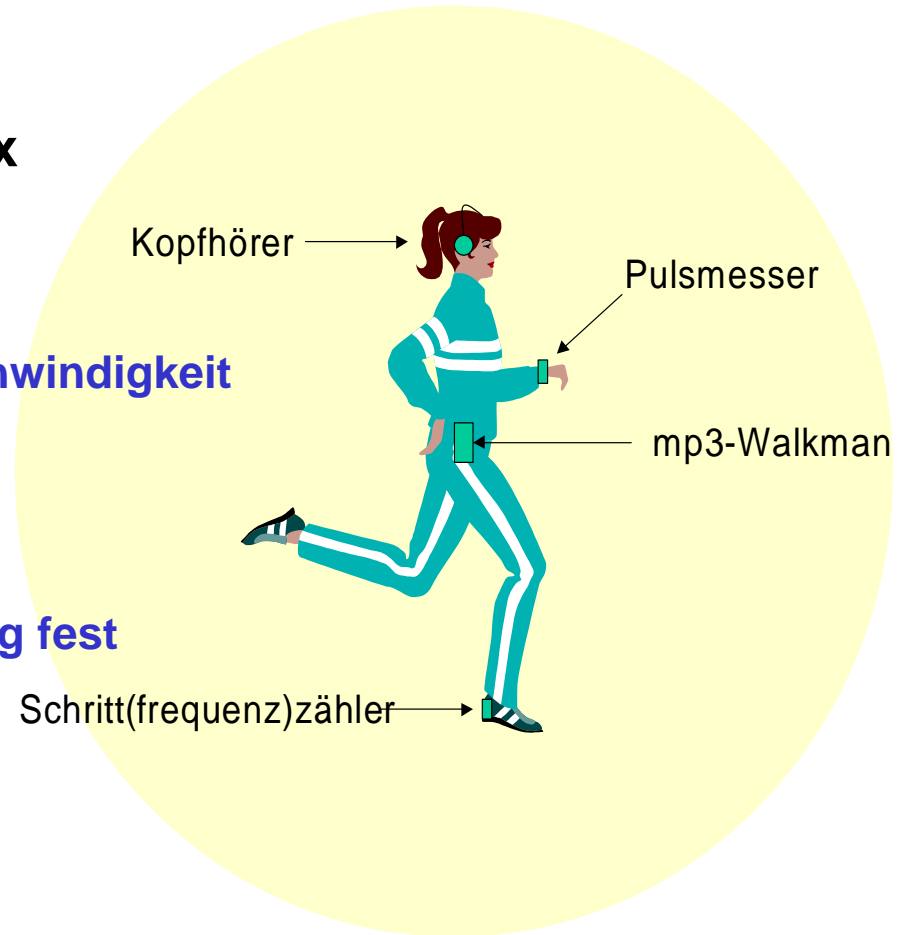 x
Kopfhörer
Pulsmesser
hwindigkeit
mp3-Walkman
g fest
Schritt(frequenz)zähler